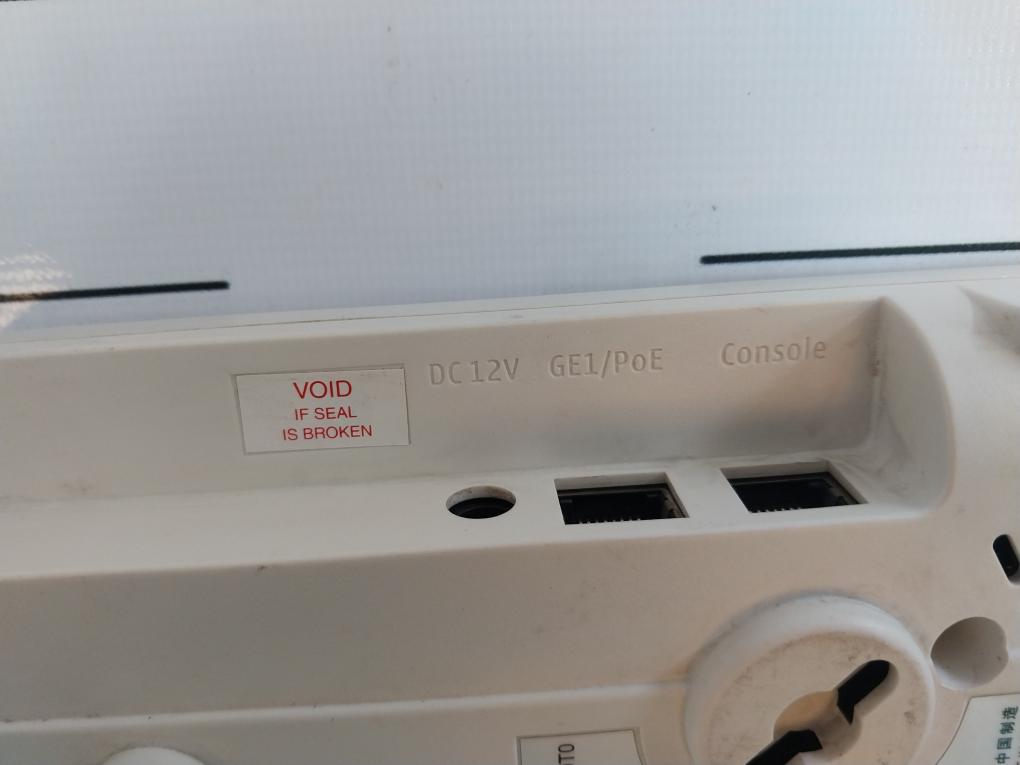 VOID
IF SEAL
IS BROKEN
DC 12V GE1/PoE Console
中国制造